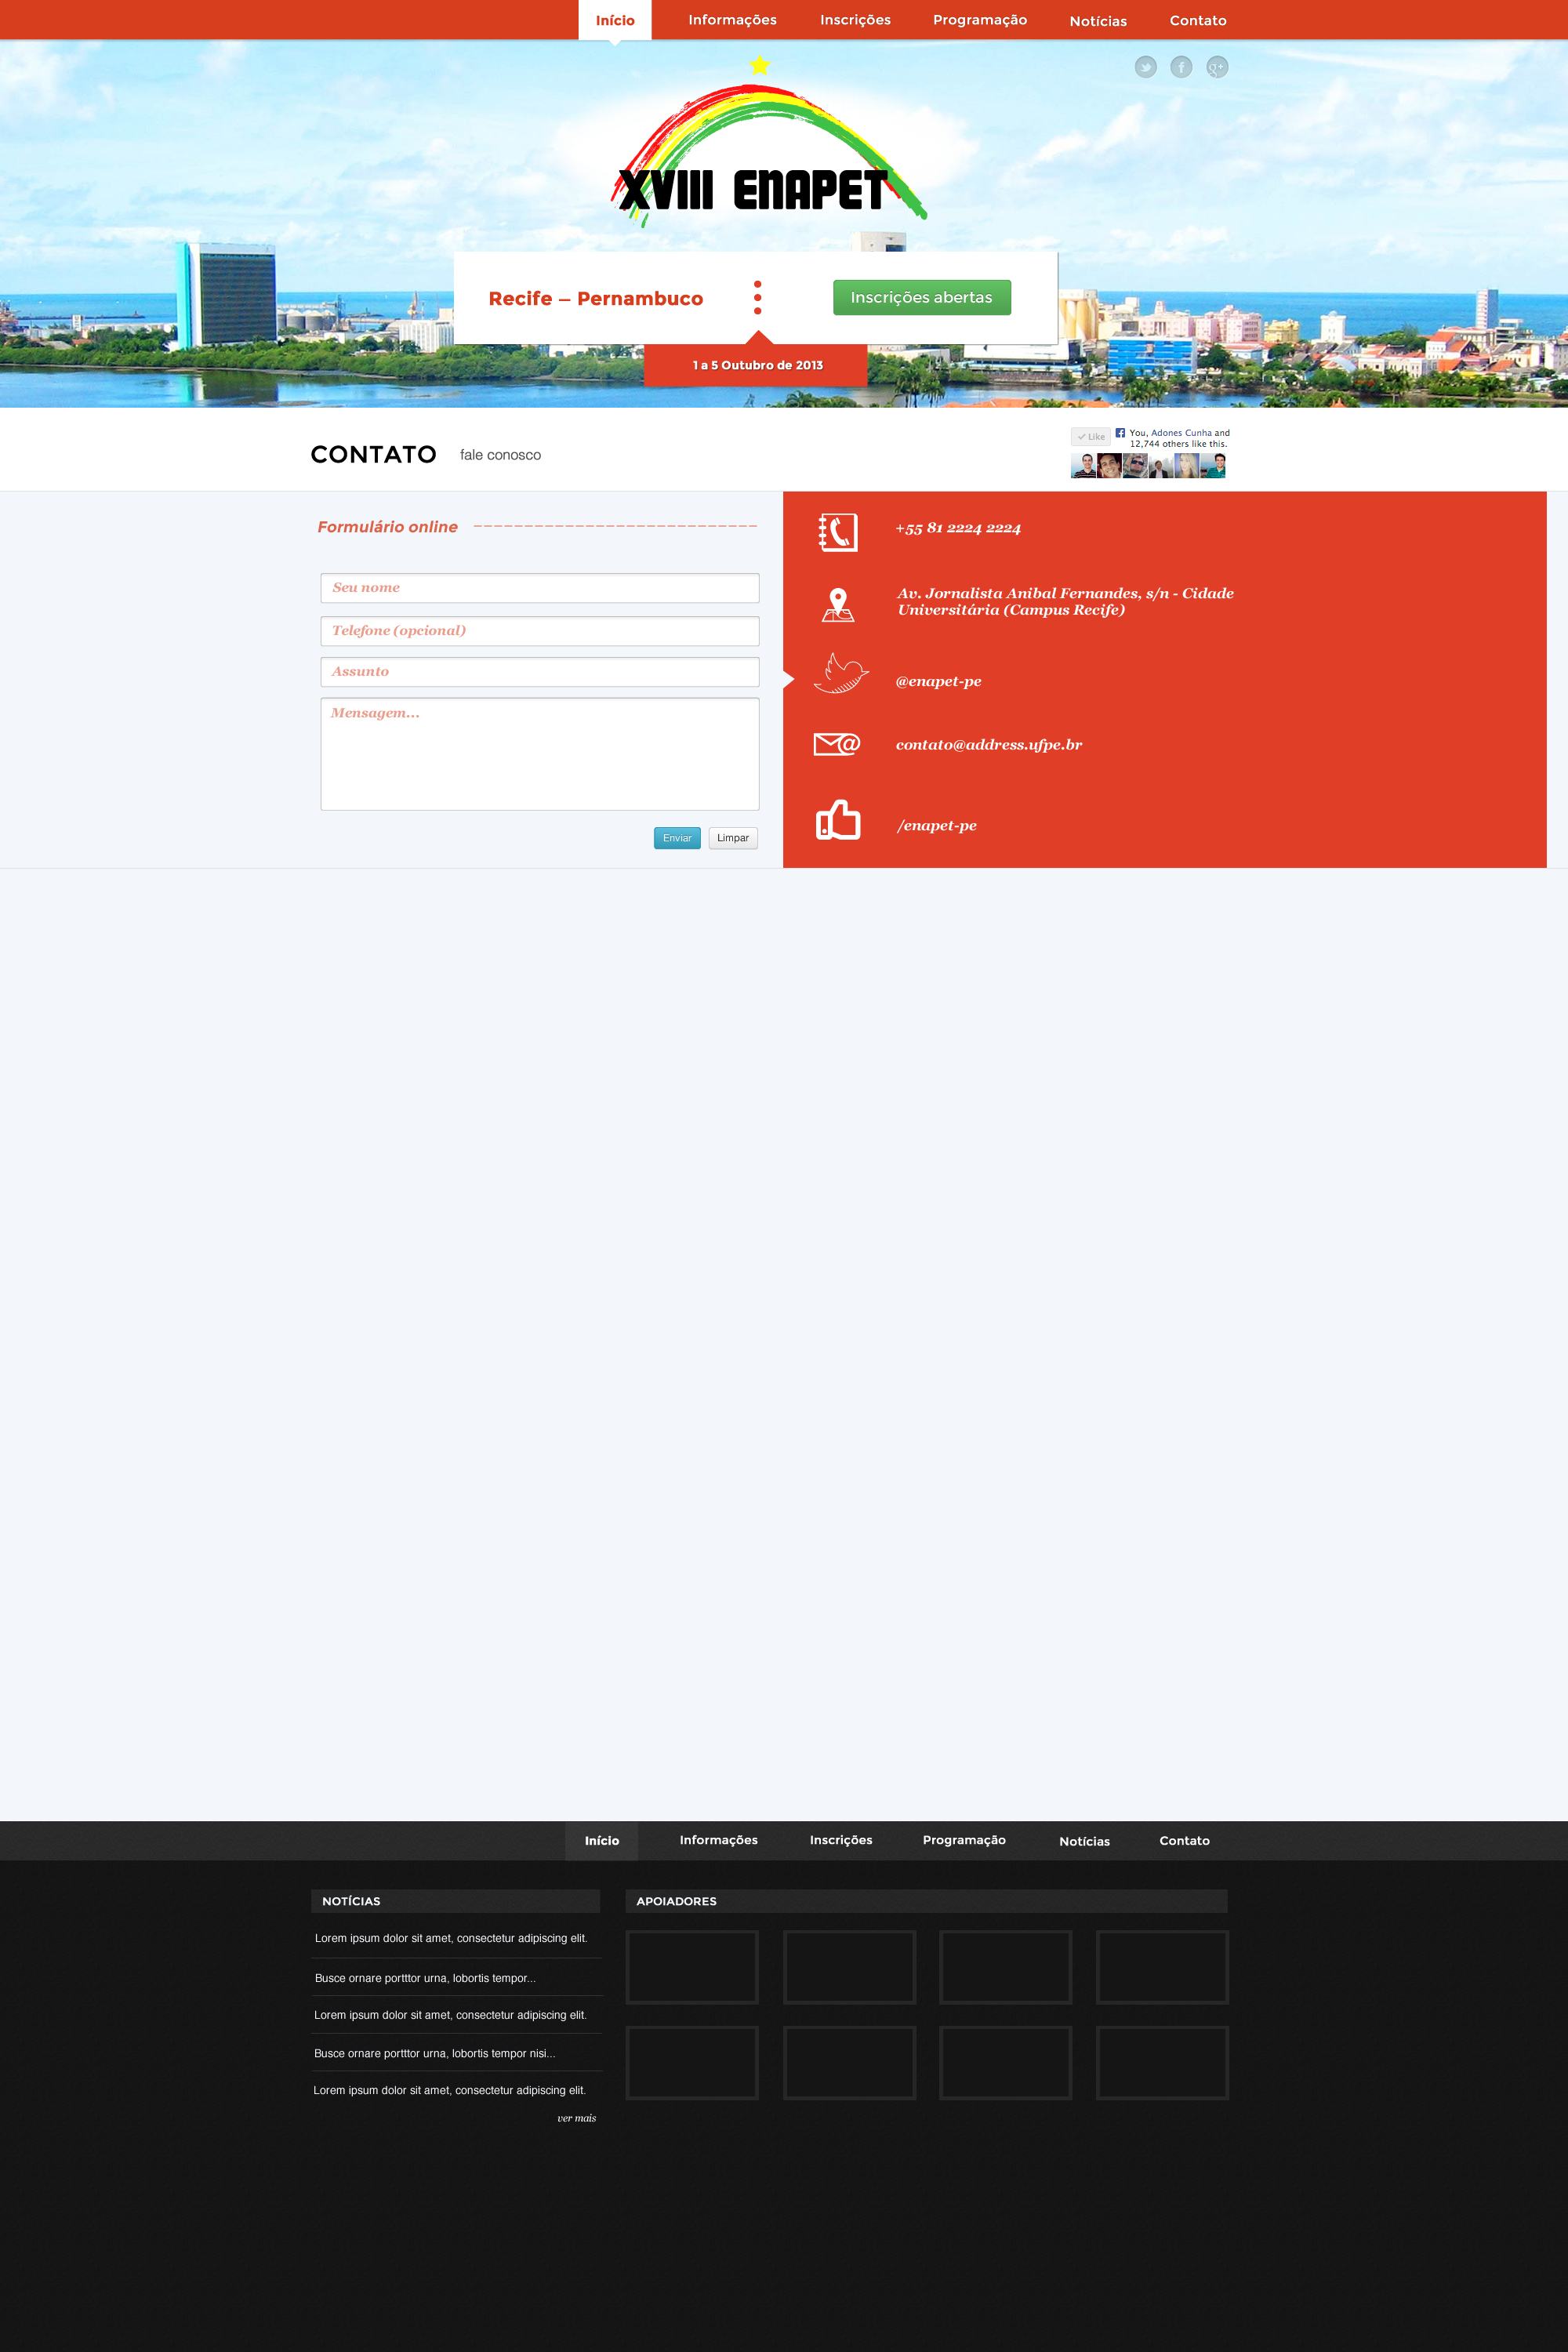 Início
Informações
Inscrições
Programação
Notícias
Contato
XVIII ENAPET
Recife – Pernambuco
Inscrições abertas
1 a 5 Outubro de 2013
CONTATO
fale conosco
Like
You, Adones Cunha and
12,744 others like this.
Formulário online
Seu nome
Telefone (opcional)
Assunto
Mensagem...
Enviar
Limpar
+55 81 2224 2224
Av. Jornalista Anibal Fernandes, s/n - Cidade
Universitária (Campus Recife)
@enapet-pe
contato@address.ufpe.br
/enapet-pe
Início
Informações
Inscrições
Programação
Notícias
Contato
NOTÍCIAS
Lorem ipsum dolor sit amet, consectetur adipiscing elit.
Busce ornare portttor urna, lobortis tempor...
Lorem ipsum dolor sit amet, consectetur adipiscing elit.
Busce ornare portttor urna, lobortis tempor nisi...
Lorem ipsum dolor sit amet, consectetur adipiscing elit.
ver mais
APOIADORES